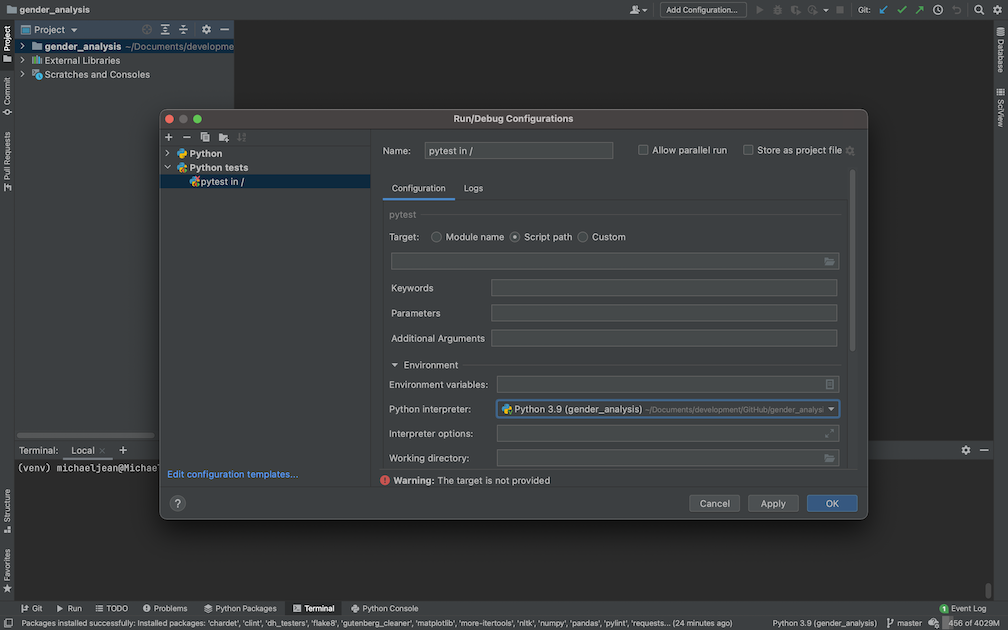 gender_analysis
Add Configuration...
Git:
Project
gender_analysis ~/Documents/developme
External Libraries
Scratches and Consoles
Project
Commit
Pull Requests
Structure
Favorites
Database
SciView
Run/Debug Configurations
Python
Python tests
pytest in /
Edit configuration templates...
Name:
pytest in /
Allow parallel run
Store as project file
Configuration
Logs
pytest
Target:
Module name
Script path
Custom
Keywords
Parameters
Additional Arguments
Environment
Environment variables:
Python interpreter:
Python 3.9 (gender_analysis) ~/Documents/development/GitHub/gender_analysi
Interpreter options:
Working directory:
Warning: The target is not provided
?
Cancel
Apply
OK
Terminal:
Local
(venv) michaeljean@Michael
Git
Run
TODO
Problems
Python Packages
Terminal
Python Console
1 Event Log
Packages installed successfully: Installed packages: 'chardet', 'clint', 'dh_testers', 'flake8', 'gutenberg_cleaner', 'matplotlib', 'more-itertools', 'nltk', 'numpy', 'pandas', 'pylint', 'requests... (24 minutes ago)
Python 3.9 (gender_analysis)
master
456 of 4029M